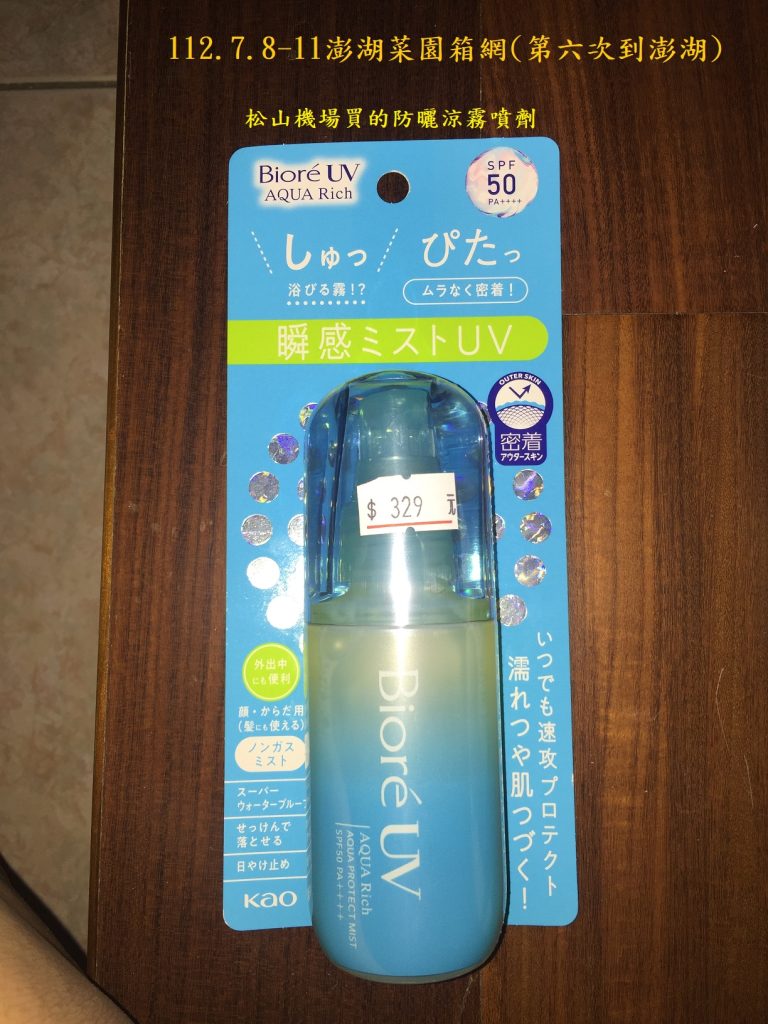 112.7.8-11澎湖菜園箱網(第六次到澎湖)
松山機場買的防曬涼霧噴劑
Bioré UV
AQUA Rich
SPF
50
PA++++
しゅっ
浴びる霧!?
ぴたっ
ムラなく密着!
瞬感ミストUV
OUTER SKIN
密着
アウタースキン
$ 329 元
外出中
にも便利
顔・からだ用
(髪にも使える)
ノンガス
ミスト
スーパー
ウォータープルーフ
せっけんで
落とせる
日やけ止め
Kao
いつでも速攻プロテクト
濡れつや肌つづく!
Bioré UV
AQUA Rich
AQUA PROTECT MIST
SPF50 PA++++